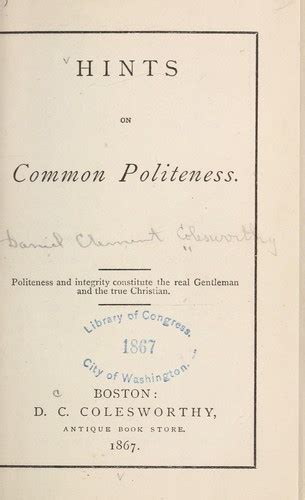 HINTS
ON
Common Politeness.
Daniel Clement Colesworthy
Politeness and integrity constitute the real Gentleman
and the true Christian.
Library of Congress,
1867
City of Washington.
BOSTON:
D. C. COLESWORTHY,
ANTIQUE BOOK STORE.
1867.